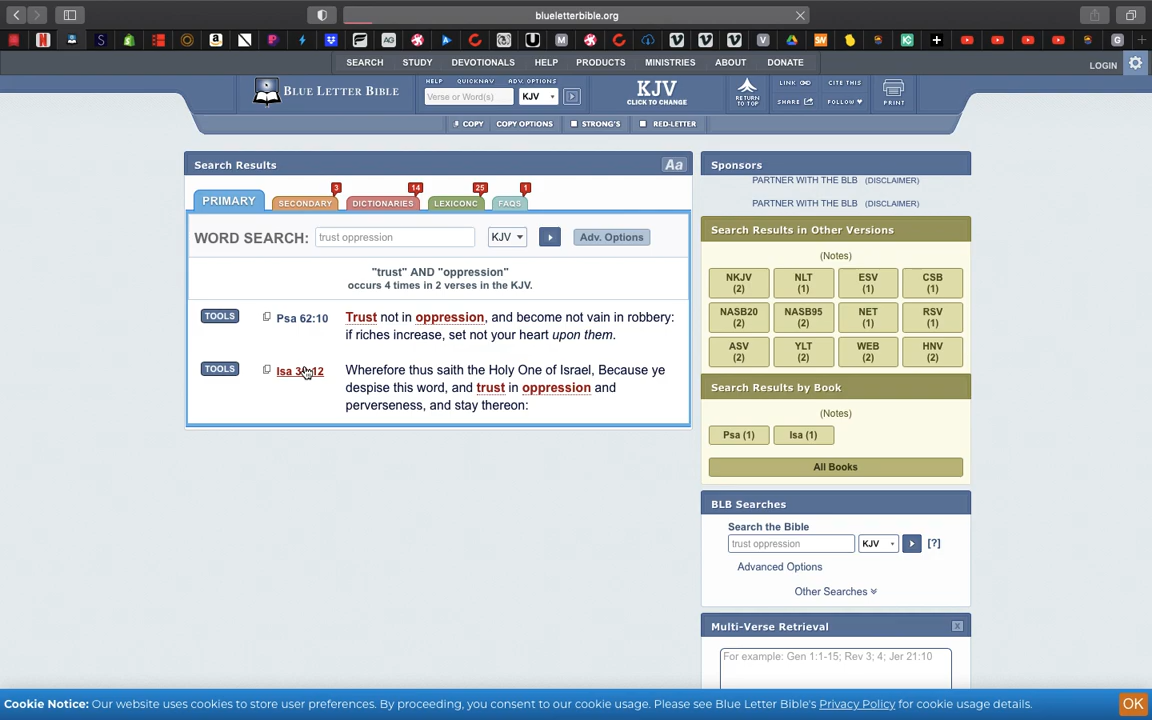 blueletterbible.org
SEARCH STUDY DEVOTIONALS HELP PRODUCTS MINISTRIES ABOUT DONATE
LOGIN
BLUE LETTER BIBLE
HELP QUICKNAV ADV. OPTIONS
Verse or Word(s) KJV
KJV
CLICK TO CHANGE
RETURN TO TOP
LINK CITE THIS
SHARE FOLLOW
PRINT
COPY COPY OPTIONS STRONG'S RED-LETTER
Search Results Aa
3 14 25 1
PRIMARY SECONDARY DICTIONARIES LEXICONC FAQS
WORD SEARCH: trust oppression KJV Adv. Options
"trust" AND "oppression"
occurs 4 times in 2 verses in the KJV.
TOOLS Psa 62:10 Trust not in oppression, and become not vain in robbery:
if riches increase, set not your heart upon them.
TOOLS Isa 30:12 Wherefore thus saith the Holy One of Israel, Because ye
despise this word, and trust in oppression and
perverseness, and stay thereon:
Sponsors
PARTNER WITH THE BLB (DISCLAIMER)
PARTNER WITH THE BLB (DISCLAIMER)
Search Results in Other Versions
(Notes)
NKJV (2) NLT (1) ESV (1) CSB (1)
NASB20 (2) NASB95 (2) NET (1) RSV (1)
ASV (2) YLT (2) WEB (2) HNV (2)
Search Results by Book
(Notes)
Psa (1) Isa (1)
All Books
BLB Searches
Search the Bible
trust oppression KJV [?]
Advanced Options
Other Searches
Multi-Verse Retrieval x
For example: Gen 1:1-15; Rev 3; 4; Jer 21:10
Cookie Notice: Our website uses cookies to store user preferences. By proceeding, you consent to our cookie usage. Please see Blue Letter Bible's Privacy Policy for cookie usage details. OK